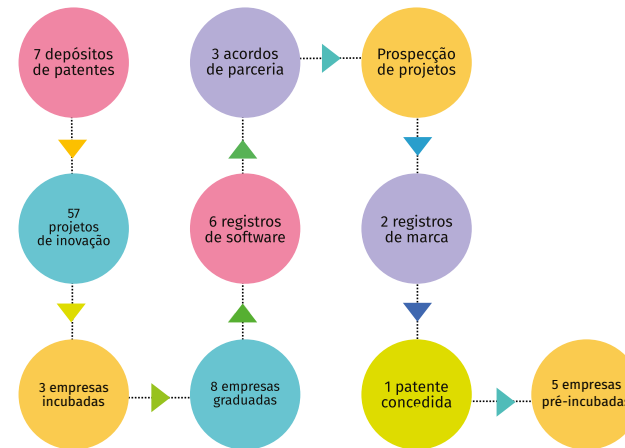 7 depósitos
de patentes
57
projetos
de inovação
3 empresas
incubadas
8 empresas
graduadas
6 registros
de software
3 acordos
de parceria
Prospecção
de projetos
2 registros
de marca
1 patente
concedida
5 empresas
pré-incubadas